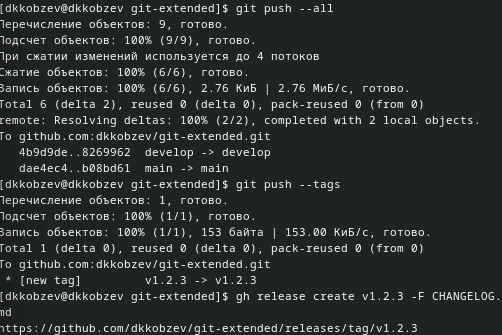 [dkkobzev@dkkobzev git-extended]$ git push --all
Перечисление объектов: 9, готово.
Подсчет объектов: 100% (9/9), готово.
При сжатии изменений используется до 4 потоков
Сжатие объектов: 100% (6/6), готово.
Запись объектов: 100% (6/6), 2.76 КиБ | 2.76 МиБ/с, готово.
Total 6 (delta 2), reused 0 (delta 0), pack-reused 0 (from 0)
remote: Resolving deltas: 100% (2/2), completed with 2 local objects.
To github.com:dkkobzev/git-extended.git
   4b9d9de..8269962  develop -> develop
   dae4ec4..b08bd61  main -> main
[dkkobzev@dkkobzev git-extended]$ git push --tags
Перечисление объектов: 1, готово.
Подсчет объектов: 100% (1/1), готово.
Запись объектов: 100% (1/1), 153 байта | 153.00 КиБ/с, готово.
Total 1 (delta 0), reused 0 (delta 0), pack-reused 0 (from 0)
To github.com:dkkobzev/git-extended.git
 * [new tag]         v1.2.3 -> v1.2.3
[dkkobzev@dkkobzev git-extended]$ gh release create v1.2.3 -F CHANGELOG.
md
https://github.com/dkkobzev/git-extended/releases/tag/v1.2.3